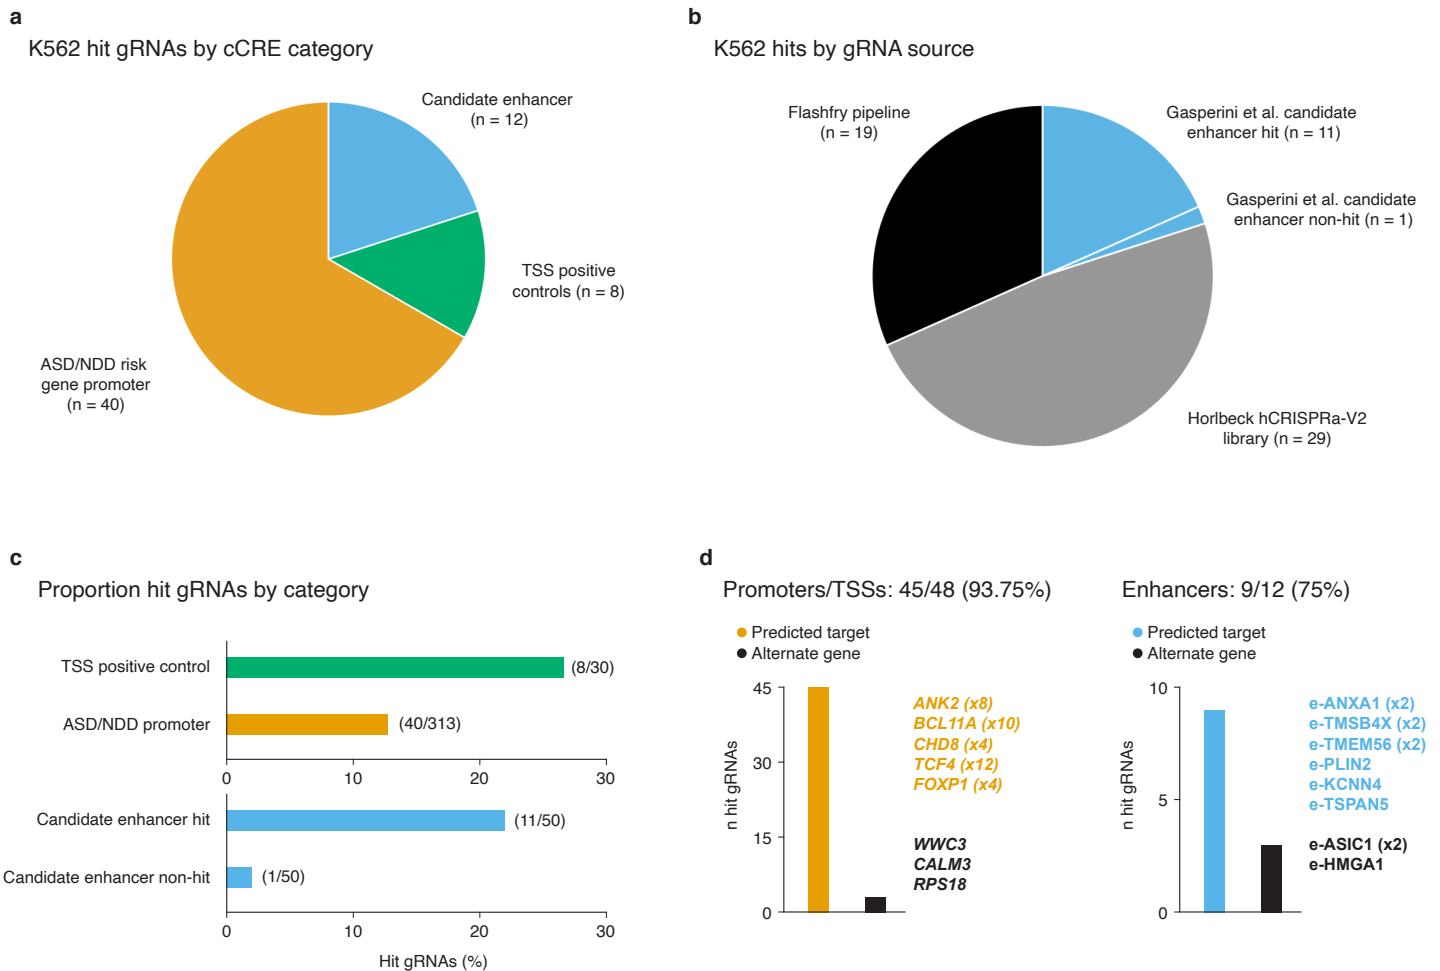 a
K562 hit gRNAs by cCRE category
Candidate enhancer
(n = 12)
TSS positive
controls (n = 8)
ASD/NDD risk
gene promoter
(n = 40)
b
K562 hits by gRNA source
Flashfry pipeline
(n = 19)
Gasperini et al. candidate
enhancer hit (n = 11)
Gasperini et al. candidate
enhancer non-hit (n = 1)
Horlbeck hCRISPRa-V2
library (n = 29)
c
Proportion hit gRNAs by category
TSS positive control
(8/30)
ASD/NDD promoter
(40/313)
0
10
20
30
Candidate enhancer hit
(11/50)
Candidate enhancer non-hit
(1/50)
0
10
20
30
Hit gRNAs (%)
d
Promoters/TSSs: 45/48 (93.75%)
Predicted target
Alternate gene
45
30
15
0
n hit gRNAs
ANK2 (x8)
BCL11A (x10)
CHD8 (x4)
TCF4 (x12)
FOXP1 (x4)
WWC3
CALM3
RPS18
Enhancers: 9/12 (75%)
Predicted target
Alternate gene
10
5
0
n hit gRNAs
e-ANXA1 (x2)
e-TMSB4X (x2)
e-TMEM56 (x2)
e-PLIN2
e-KCNN4
e-TSPAN5
e-ASIC1 (x2)
e-HMGA1